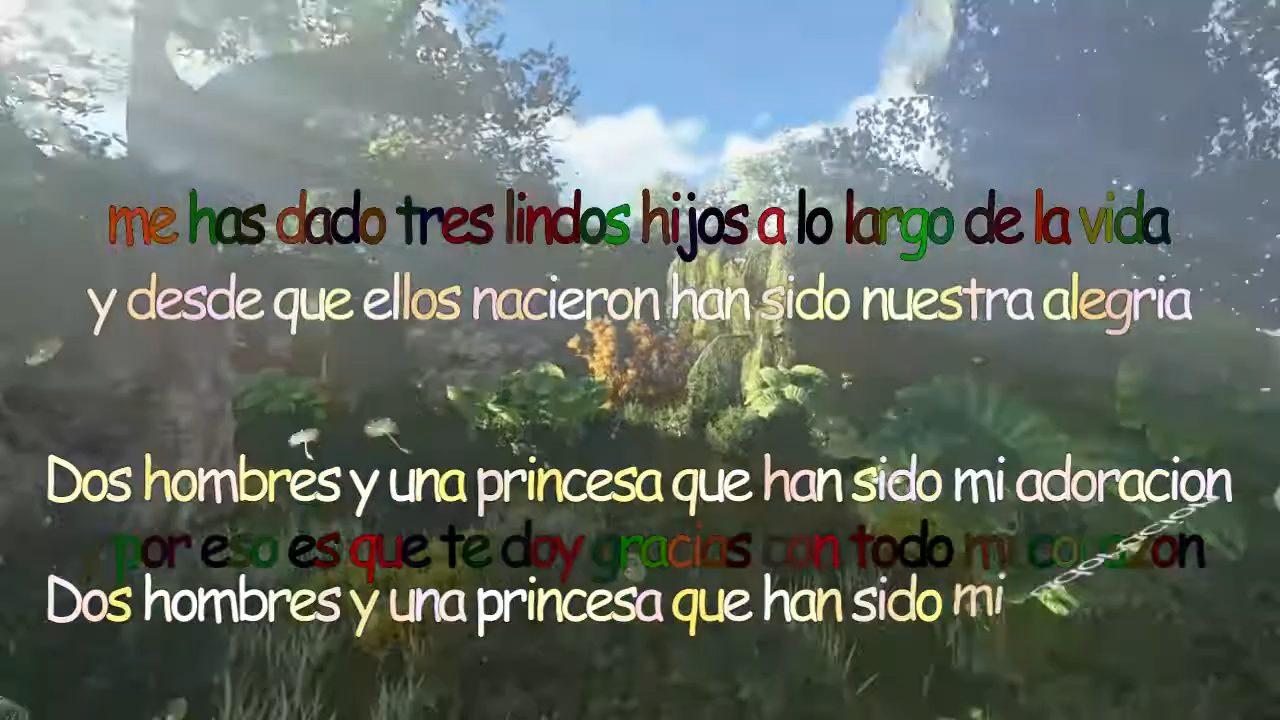 me has dado tres lindos hijos a lo largo de la vida
y desde que ellos nacieron han sido nuestra alegria
Dos hombres y una princesa que han sido mi adoracion
por eso es que te doy gracias con todo mi corazon
Dos hombres y una princesa que han sido mi adoracion